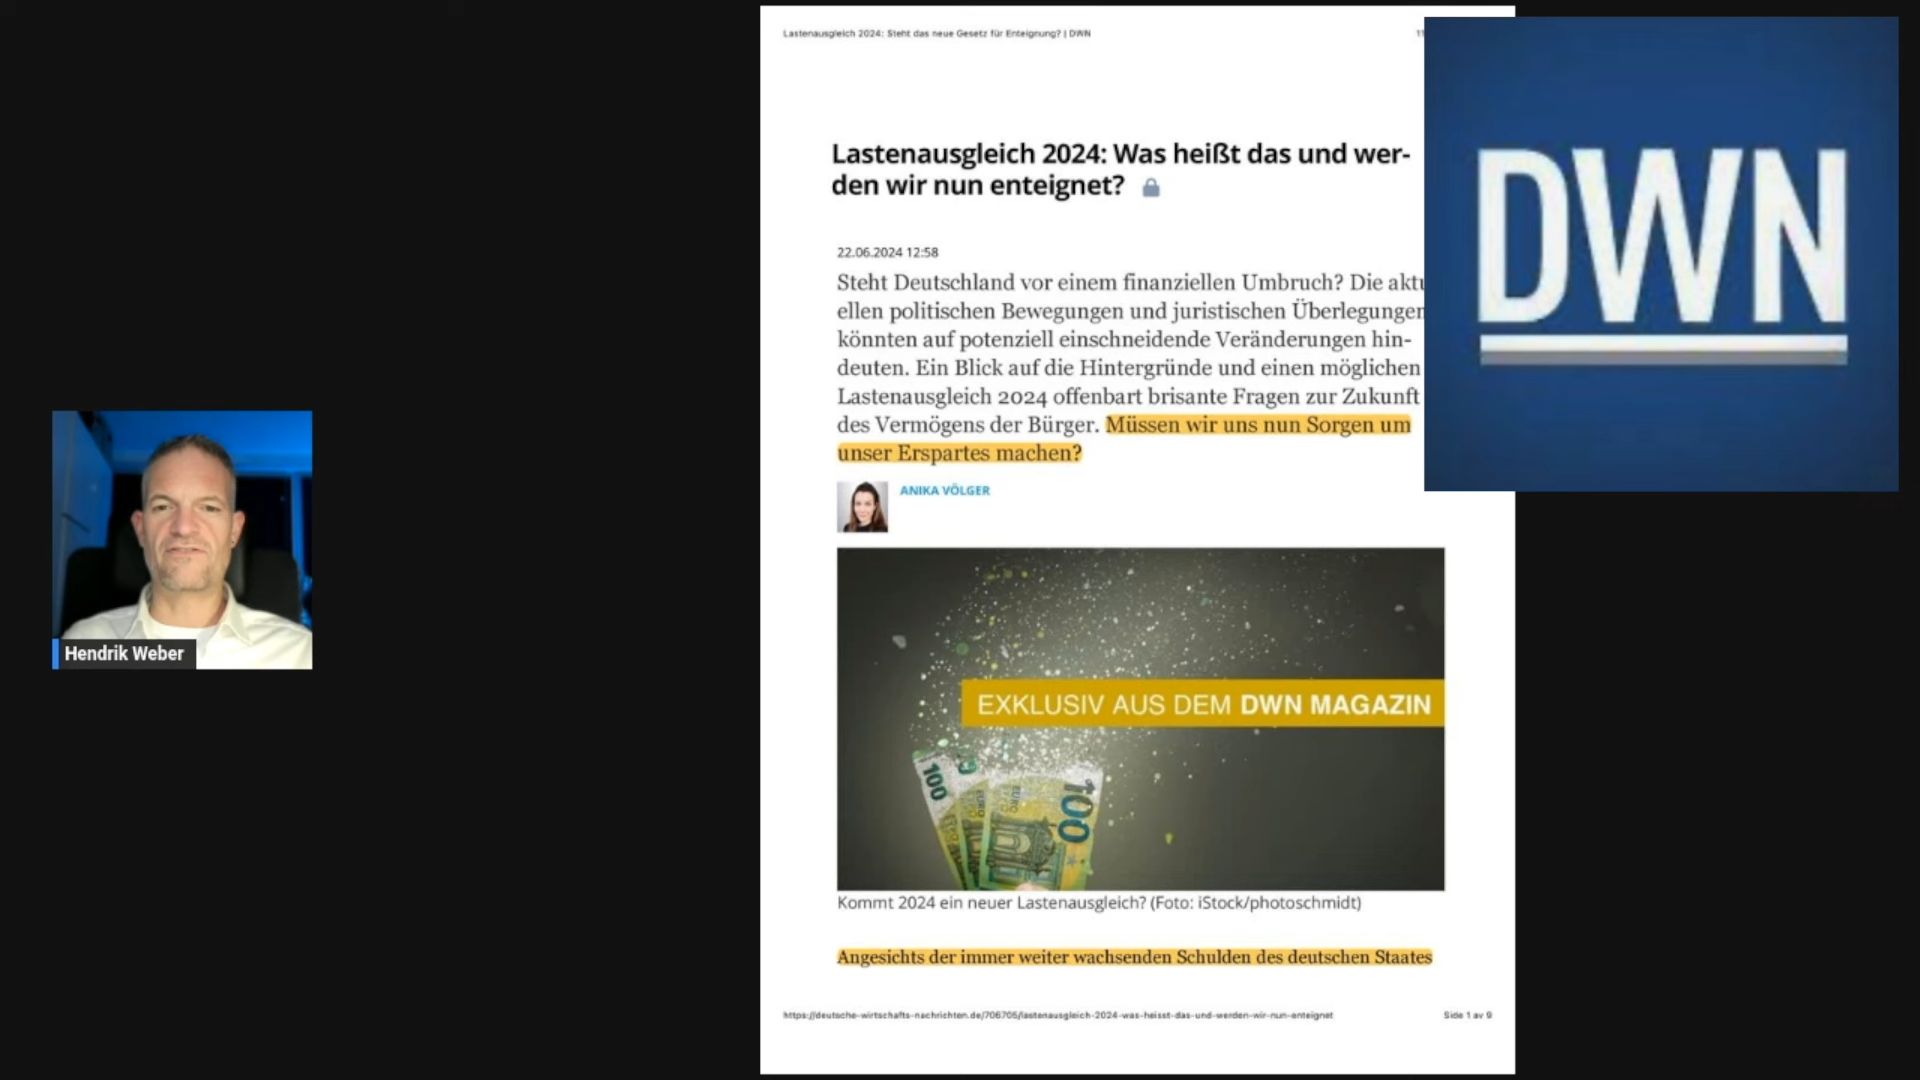 Lastenausgleich 2024: Steht das neue Gesetz für Enteignung? | DWN
11
DWN
Lastenausgleich 2024: Was heißt das und wer-
den wir nun enteignet?
22.06.2024 12:58
Steht Deutschland vor einem finanziellen Umbruch? Die aktu
ellen politischen Bewegungen und juristischen Überlegungen
könnten auf potenziell einschneidende Veränderungen hin-
deuten. Ein Blick auf die Hintergründe und einen möglichen
Lastenausgleich 2024 offenbart brisante Fragen zur Zukunft
des Vermögens der Bürger. Müssen wir uns nun Sorgen um
unser Erspartes machen?
ANIKA VÖLGER
EXKLUSIV AUS DEM DWN MAGAZIN
100
100
EURO
EURO
Kommt 2024 ein neuer Lastenausgleich? (Foto: iStock/photoschmidt)
Angesichts der immer weiter wachsenden Schulden des deutschen Staates
https://deutsche-wirtschafts-nachrichten.de/706705/lastenausgleich-2024-was-heisst-das-und-werden-wir-nun-enteignet
Side 1 av 9
Hendrik Weber